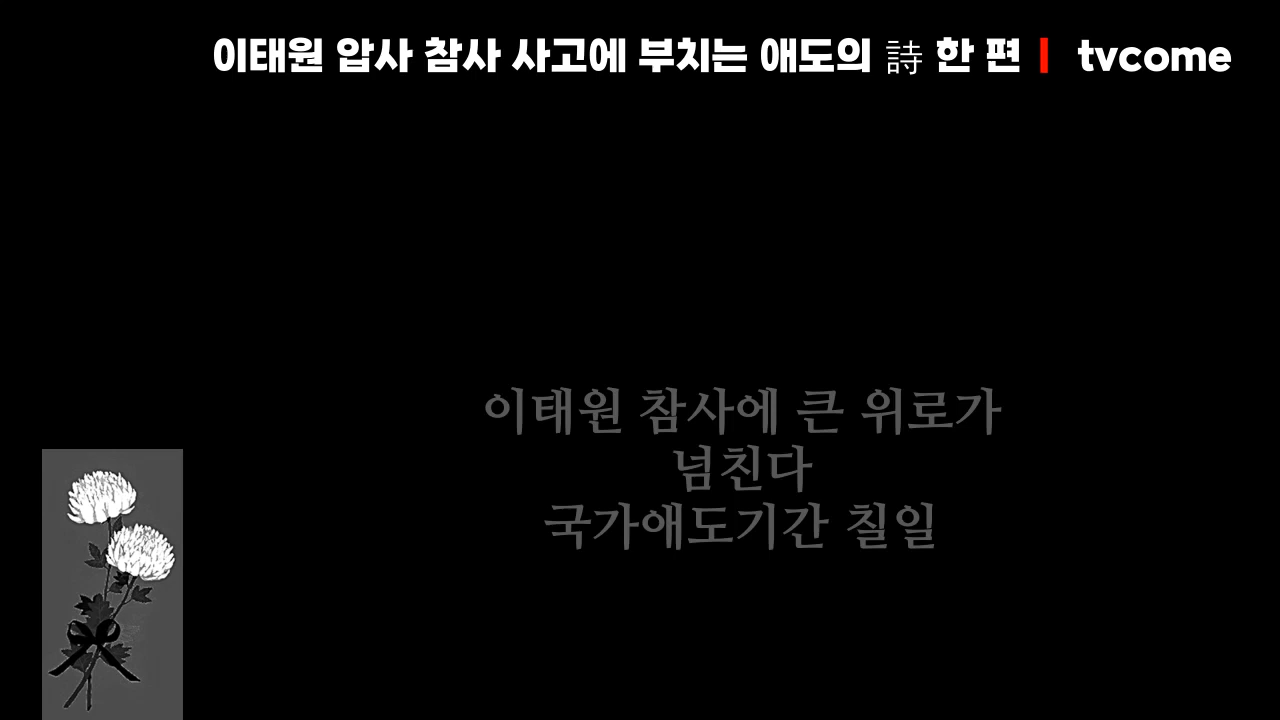 이태원 압사 참사 사고에 부치는 애도의 詩 한 편 | tvcome
이태원 참사에 큰 위로가
넘친다
국가애도기간 칠일